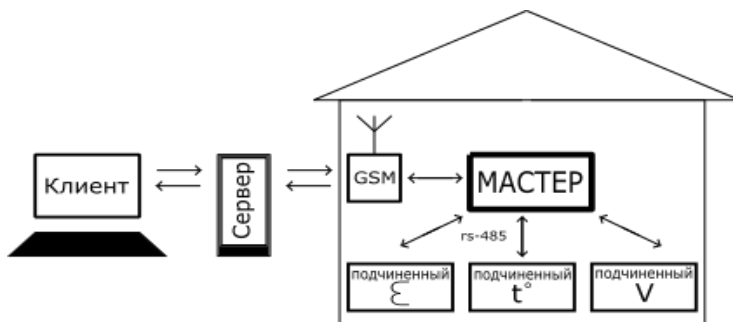 Клиент
Сервер
GSM
МАСТЕР
rs-485
подчиненный
Ɛ
подчиненный
t°
подчиненный
V